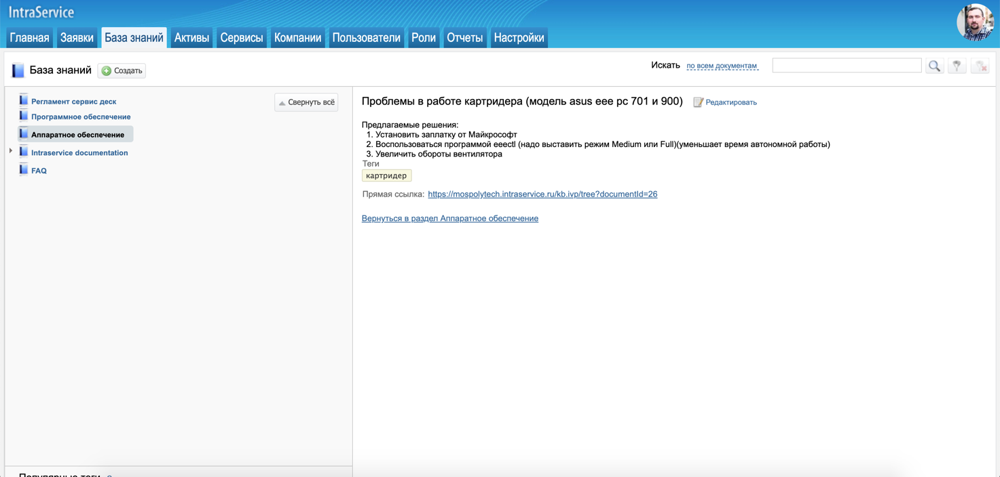 IntraService
Главная Заявки База знаний Активы Сервисы Компании Пользователи Роли Отчеты Настройки
База знаний Создать Искать по всем документам
Регламент сервис деск
Программное обеспечение
Аппаратное обеспечение
Intraservice documentation
FAQ
Свернуть всё
Проблемы в работе картридера (модель asus eee pc 701 и 900) Редактировать
Предлагаемые решения:
1. Установить заплатку от Майкрософт
2. Воспользоваться программой eeectl (надо выставить режим Medium или Full)(уменьшает время автономной работы)
3. Увеличить обороты вентилятора
Теги
картридер
Прямая ссылка: https://mospolytech.intraservice.ru/kb.ivp/tree?documentId=26
Вернуться в раздел Аппаратное обеспечение
Популярные теги